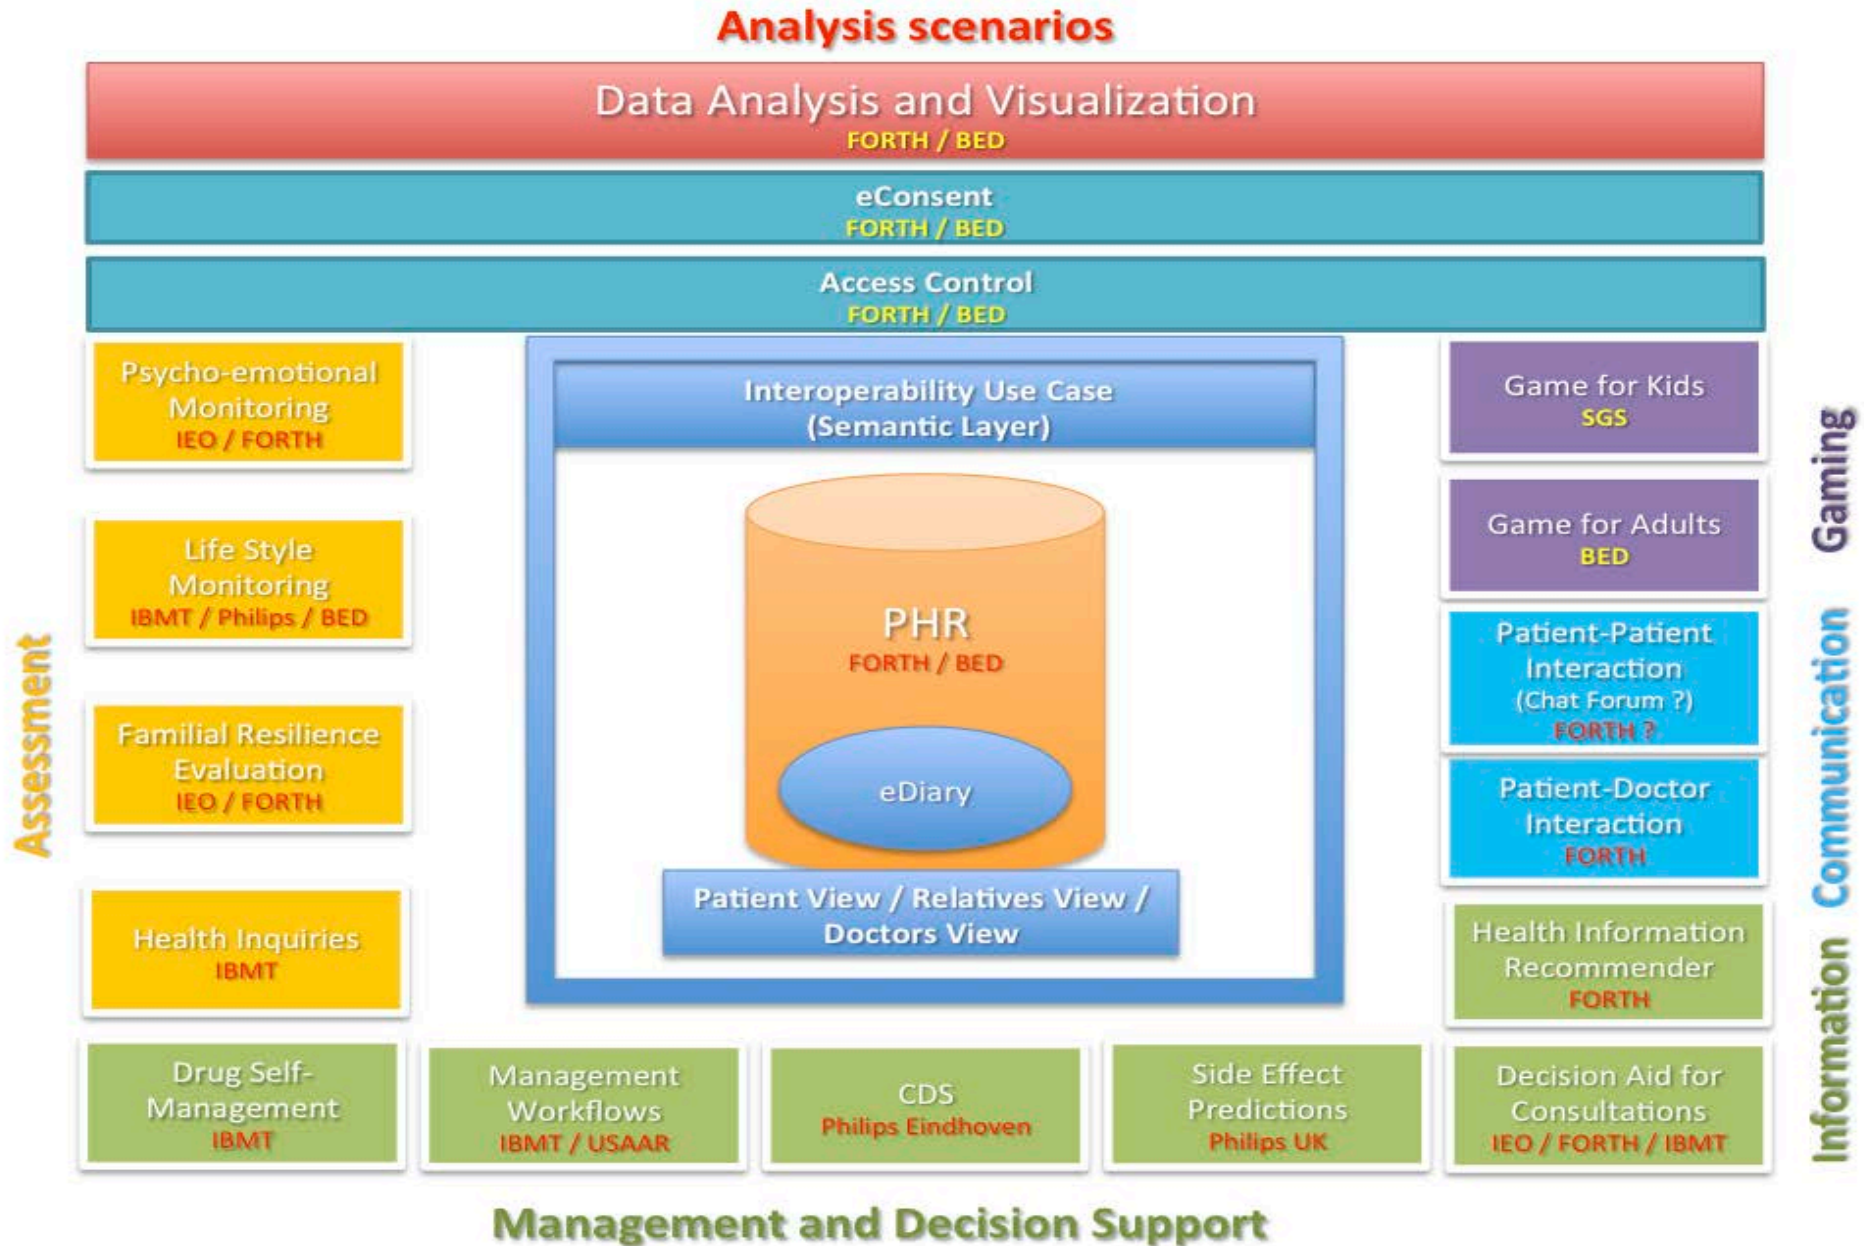 Analysis scenarios
Data Analysis and Visualization
FORTH / BED
eConsent
FORTH / BED
Access Control
FORTH / BED
Assessment
Psycho-emotional
Monitoring
IEO / FORTH
Life Style
Monitoring
IBMT / Philips / BED
Familial Resilience
Evaluation
IEO / FORTH
Health Inquiries
IBMT
Interoperability Use Case
(Semantic Layer)
PHR
FORTH / BED
eDiary
Patient View / Relatives View /
Doctors View
Gaming
Game for Kids
SGS
Game for Adults
BED
Communication
Patient-Patient
Interaction
(Chat Forum ?)
FORTH ?
Patient-Doctor
Interaction
FORTH
Information
Health Information
Recommender
FORTH
Drug Self-
Management
IBMT
Management
Workflows
IBMT / USAAR
CDS
Philips Eindhoven
Side Effect
Predictions
Philips UK
Decision Aid for
Consultations
IEO / FORTH / IBMT
Management and Decision Support